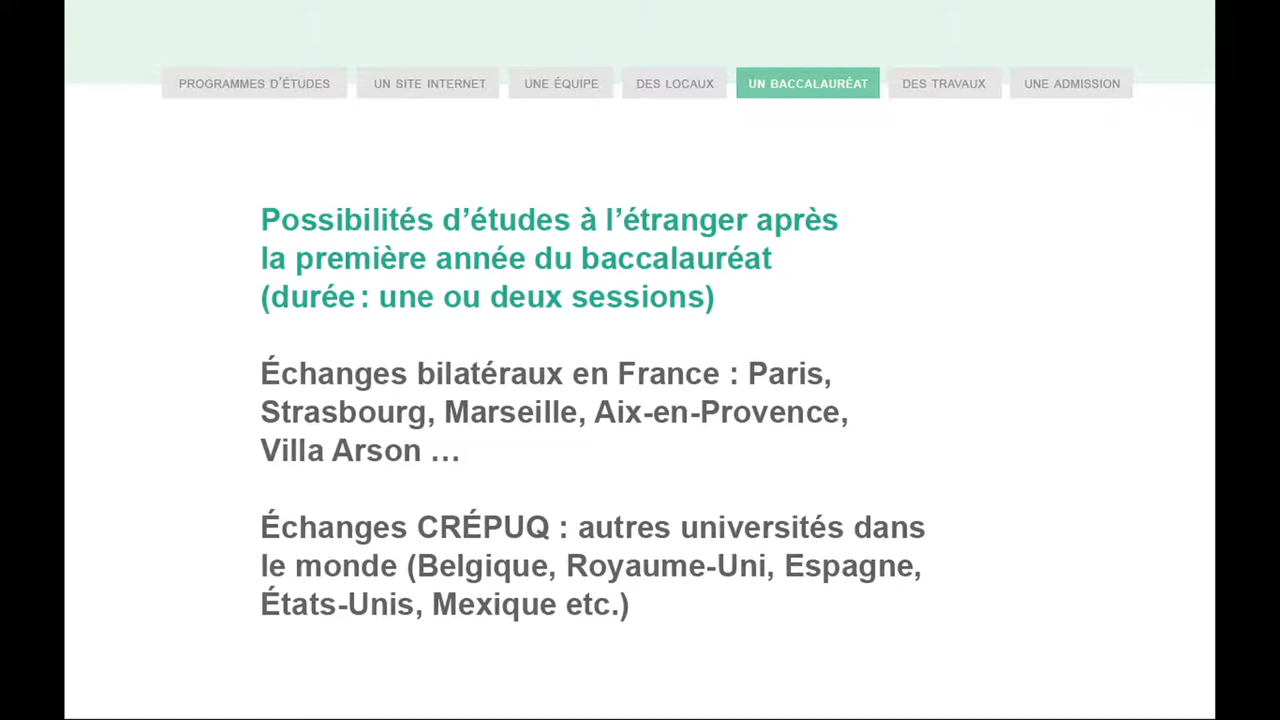 PROGRAMMES D'ÉTUDES UN SITE INTERNET UNE ÉQUIPE DES LOCAUX UN BACCALAURÉAT DES TRAVAUX UNE ADMISSION
Possibilités d’études à l’étranger après
la première année du baccalauréat
(durée : une ou deux sessions)
Échanges bilatéraux en France : Paris,
Strasbourg, Marseille, Aix-en-Provence,
Villa Arson …
Échanges CRÉPUQ : autres universités dans
le monde (Belgique, Royaume-Uni, Espagne,
États-Unis, Mexique etc.)